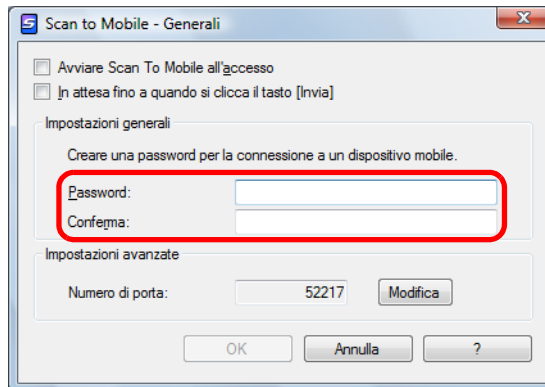 Scan to Mobile - Generali
Avviare Scan To Mobile all'accesso
In attesa fino a quando si clicca il tasto [Invia]
Impostazioni generali
Creare una password per la connessione a un dispositivo mobile.
Password:
Conferma:
Impostazioni avanzate
Numero di porta: 52217 Modifica
OK Annulla ?